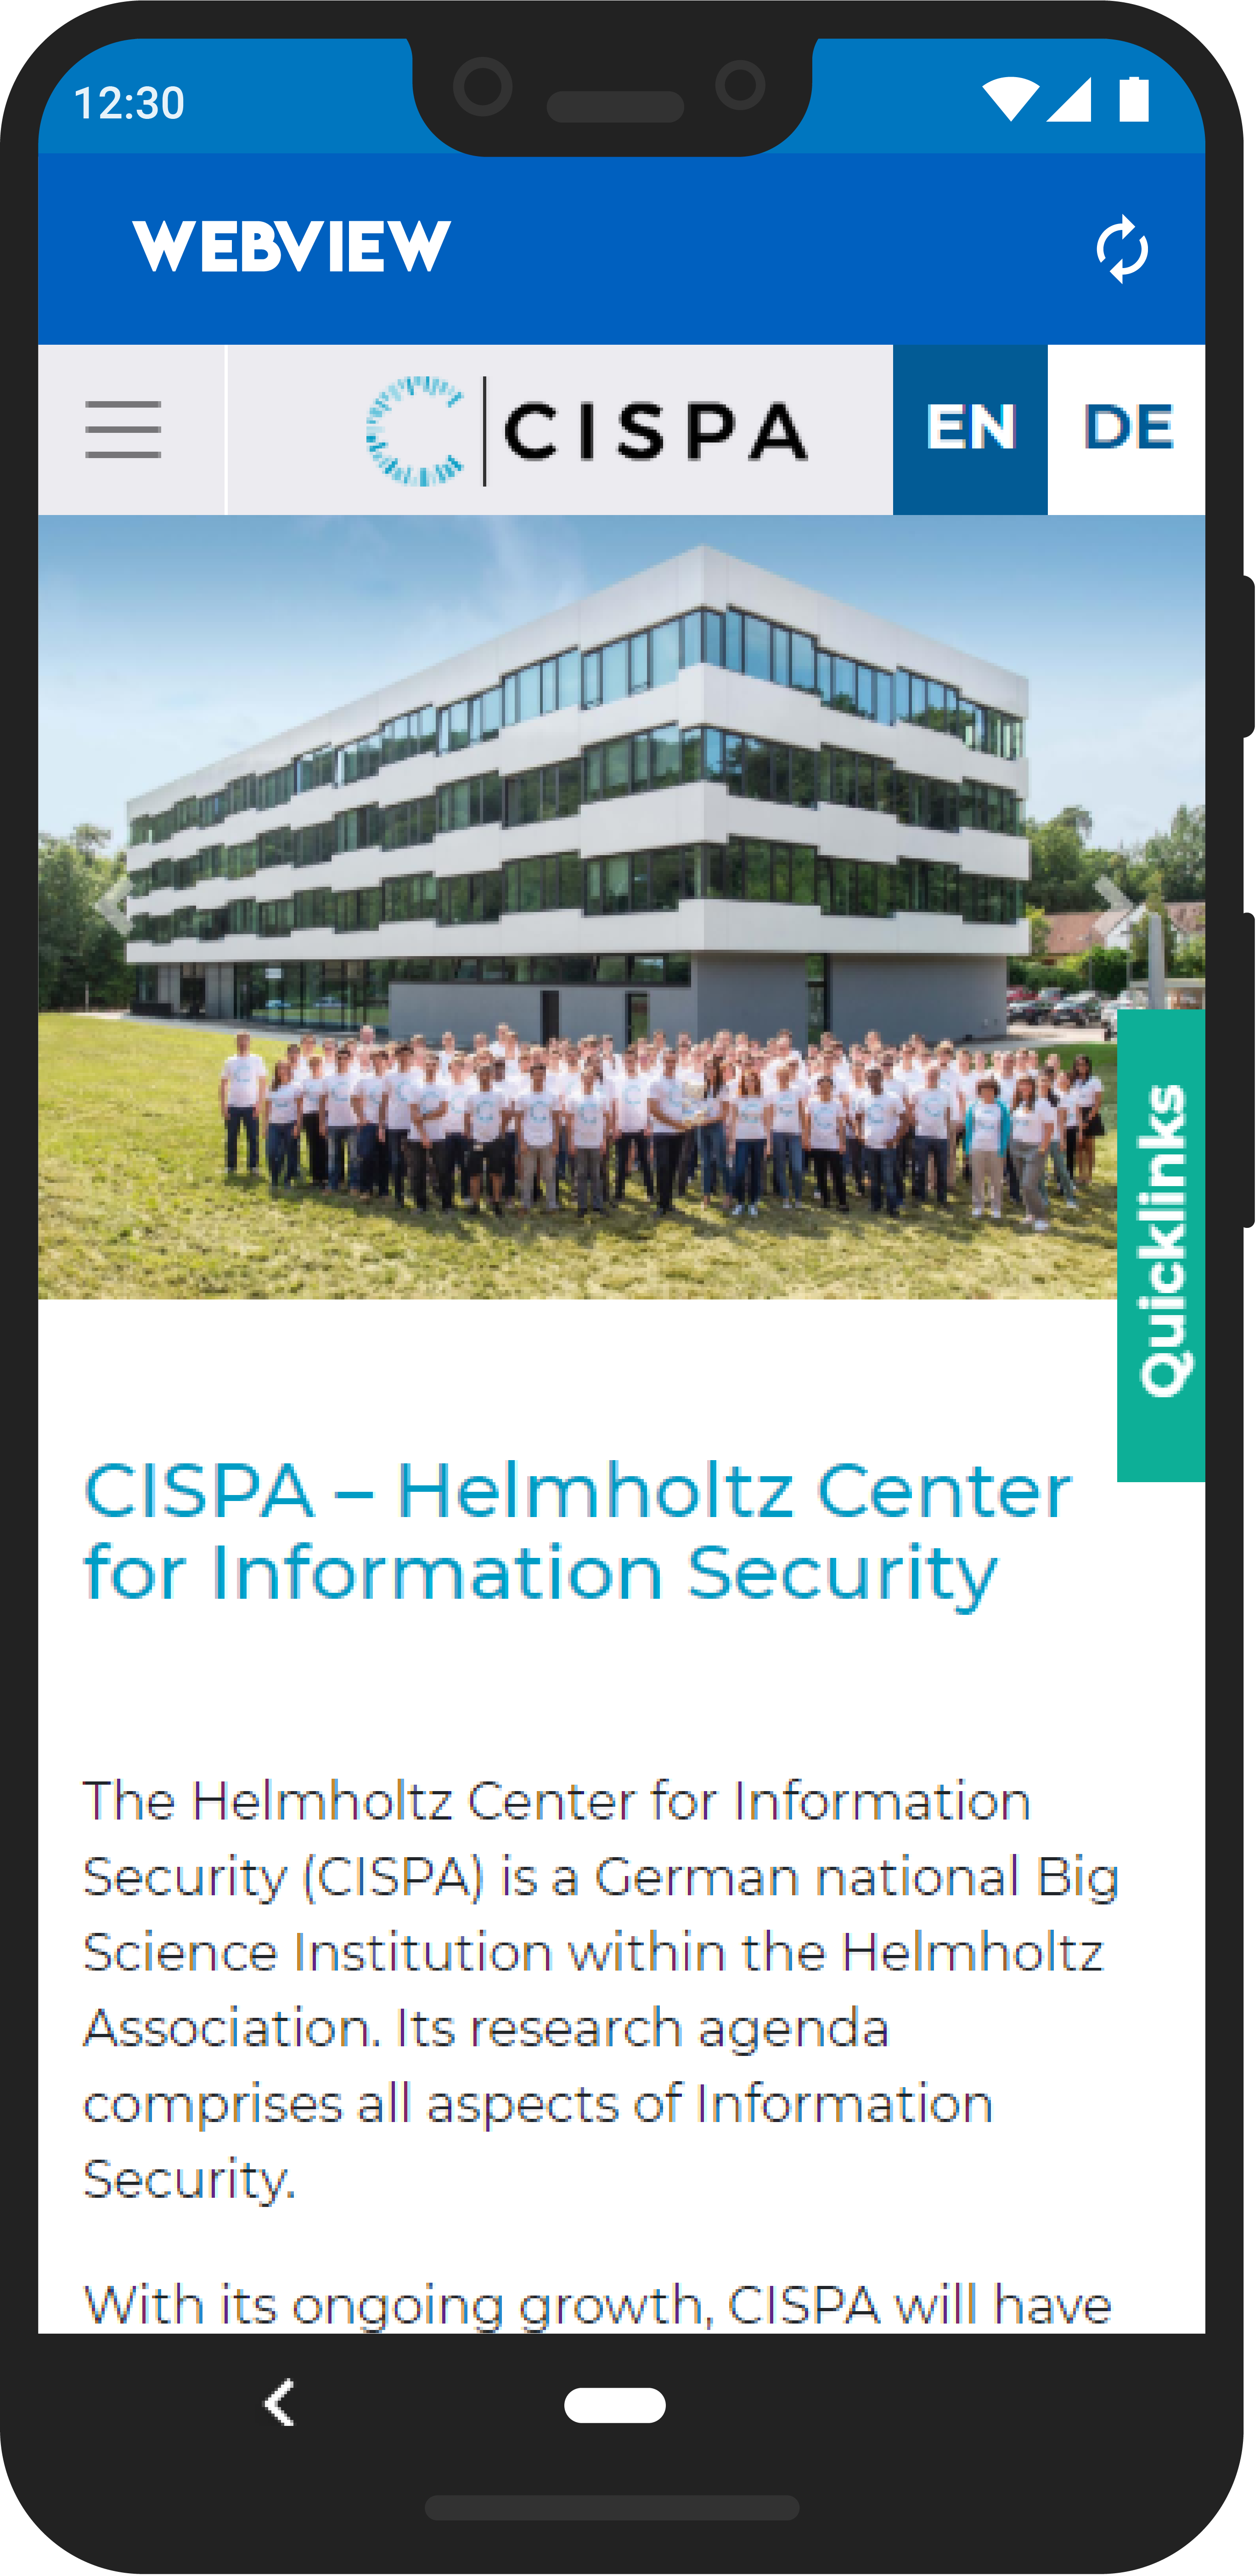 12:30
WEBVIEW
CISPA
EN
DE
Quicklinks
CISPA – Helmholtz Center
for Information Security
The Helmholtz Center for Information
Security (CISPA) is a German national Big
Science Institution within the Helmholtz
Association. Its research agenda
comprises all aspects of Information
Security.
With its ongoing growth, CISPA will have